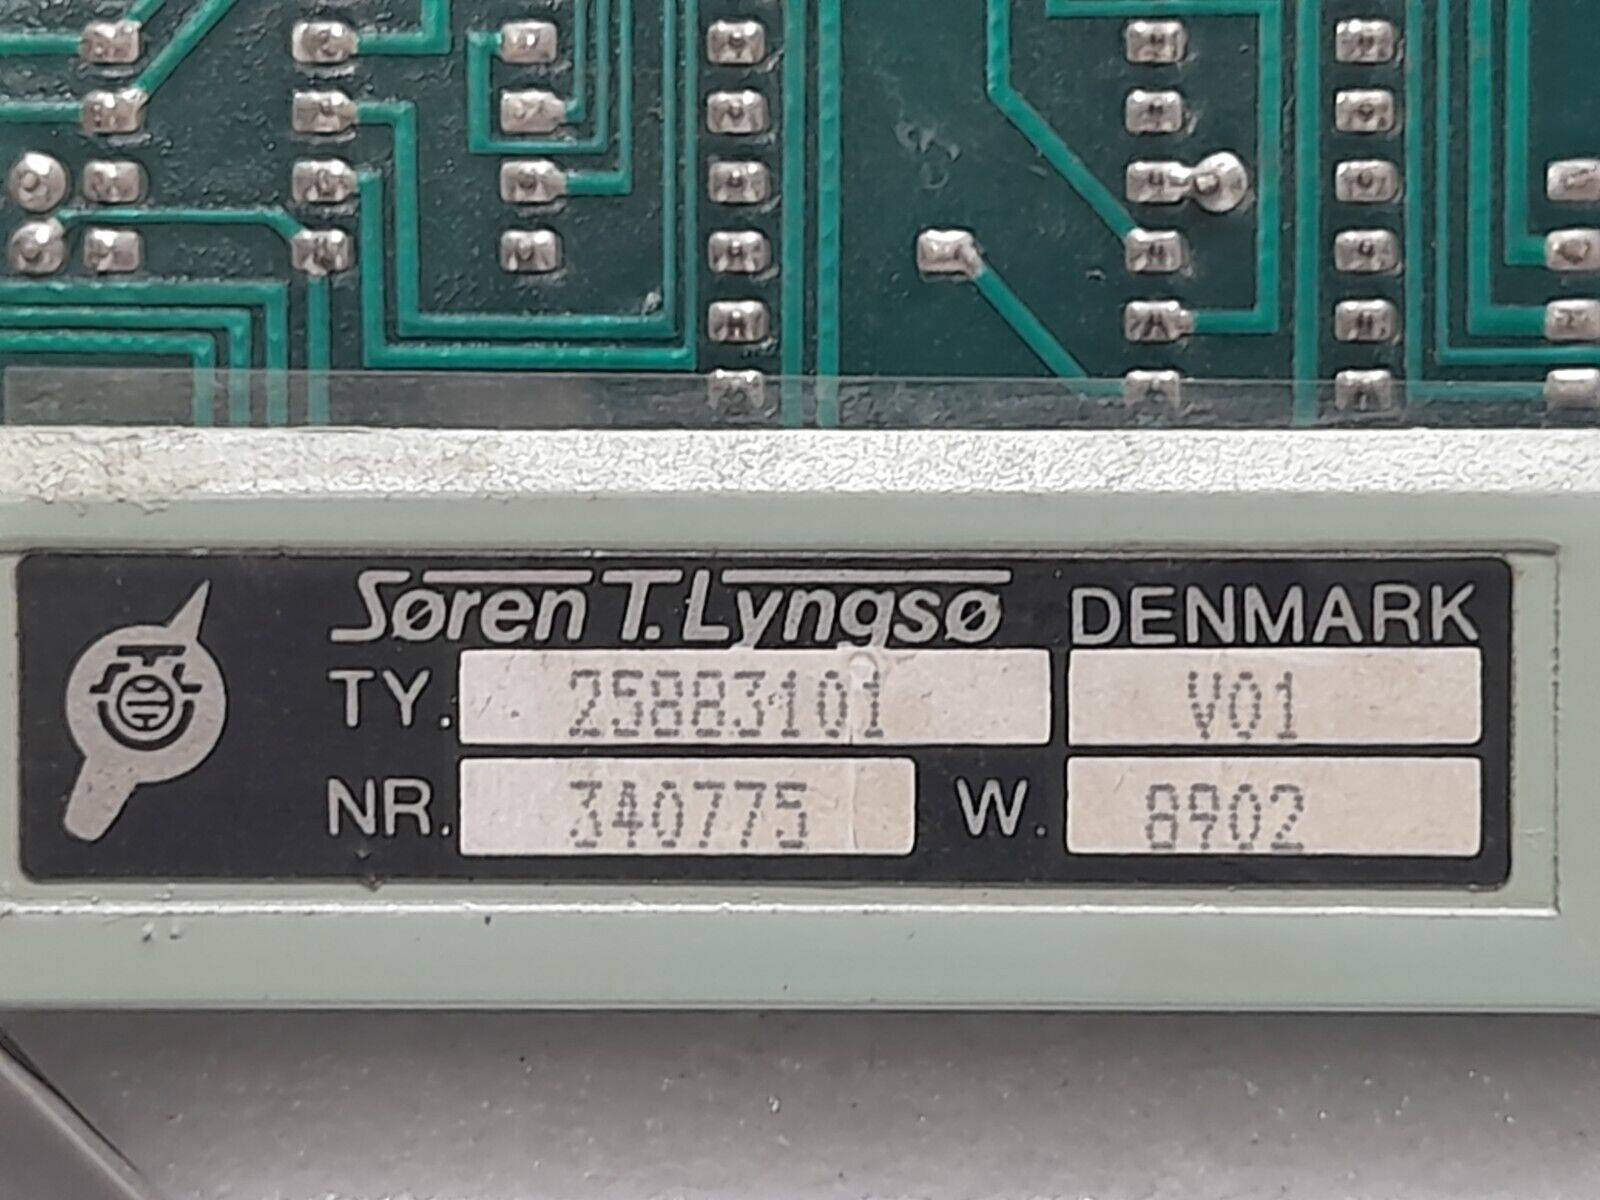 Søren T. Lyngsø DENMARK
TY. 25883101 V01
NR. 340775 W. 8902